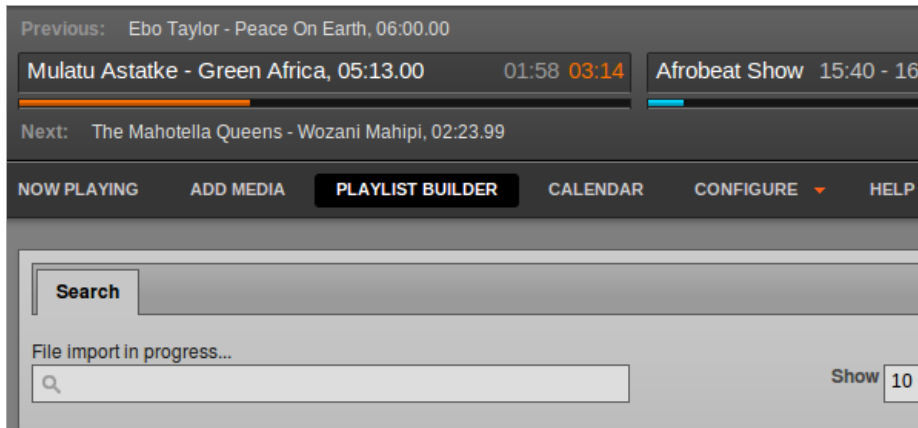 Previous: Ebo Taylor - Peace On Earth, 06:00.00
Mulatu Astatke - Green Africa, 05:13.00 01:58 03:14 Afrobeat Show 15:40 - 16
Next: The Mahotella Queens - Wozani Mahipi, 02:23.99
NOW PLAYING ADD MEDIA PLAYLIST BUILDER CALENDAR CONFIGURE HELP
Search
File import in progress...
Show 10